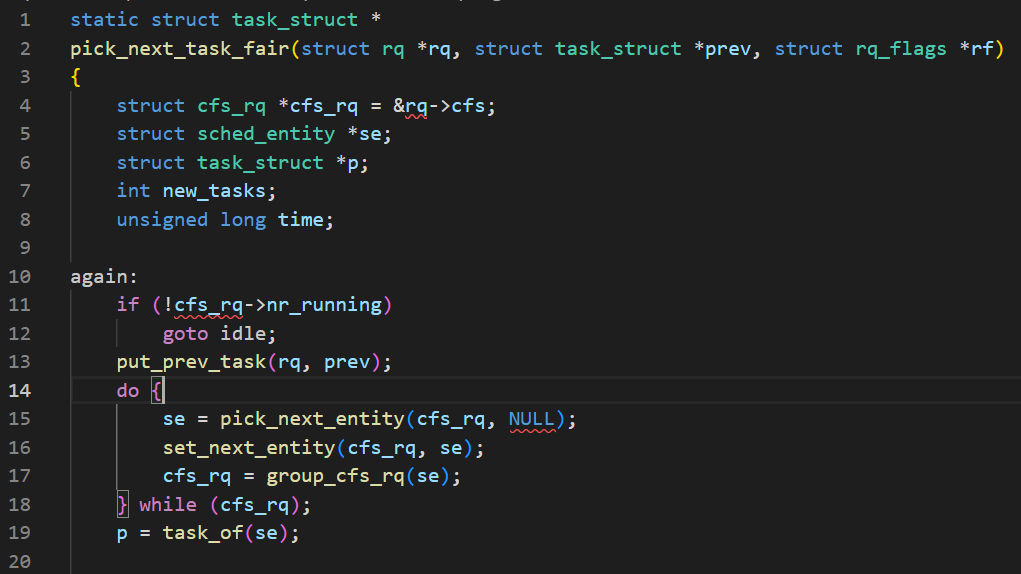 1 static struct task_struct *
2 pick_next_task_fair(struct rq *rq, struct task_struct *prev, struct rq_flags *rf)
3 {
4     struct cfs_rq *cfs_rq = &rq->cfs;
5     struct sched_entity *se;
6     struct task_struct *p;
7     int new_tasks;
8     unsigned long time;
9
10 again:
11     if (!cfs_rq->nr_running)
12         goto idle;
13     put_prev_task(rq, prev);
14     do {
15         se = pick_next_entity(cfs_rq, NULL);
16         set_next_entity(cfs_rq, se);
17         cfs_rq = group_cfs_rq(se);
18     } while (cfs_rq);
19     p = task_of(se);
20